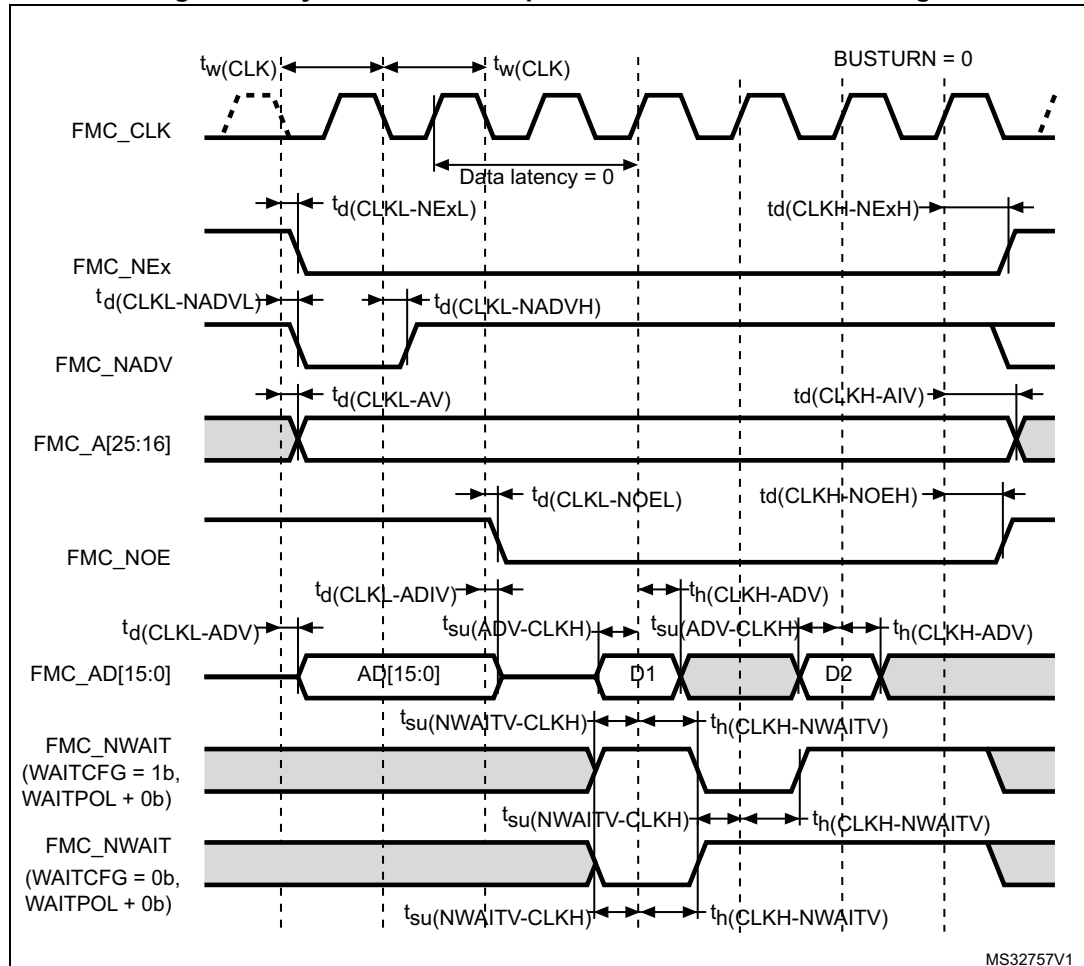 tw(CLK) tw(CLK) BUSTURN = 0
FMC_CLK
Data latency = 0
td(CLKL-NExL) td(CLKH-NExH)
FMC_NEx
td(CLKL-NADVL) td(CLKL-NADVH)
FMC_NADV
td(CLKL-AV) td(CLKH-AIV)
FMC_A[25:16]
td(CLKL-NOEL) td(CLKH-NOEH)
FMC_NOE
td(CLKL-ADIV) th(CLKH-ADV)
td(CLKL-ADV) tsu(ADV-CLKH) tsu(ADV-CLKH) th(CLKH-ADV)
FMC_AD[15:0] AD[15:0] D1 D2
tsu(NWAITV-CLKH) th(CLKH-NWAITV)
FMC_NWAIT
(WAITCFG = 1b,
WAITPOL + 0b)
tsu(NWAITV-CLKH) th(CLKH-NWAITV)
FMC_NWAIT
(WAITCFG = 0b,
WAITPOL + 0b)
tsu(NWAITV-CLKH) th(CLKH-NWAITV)
MS32757V1